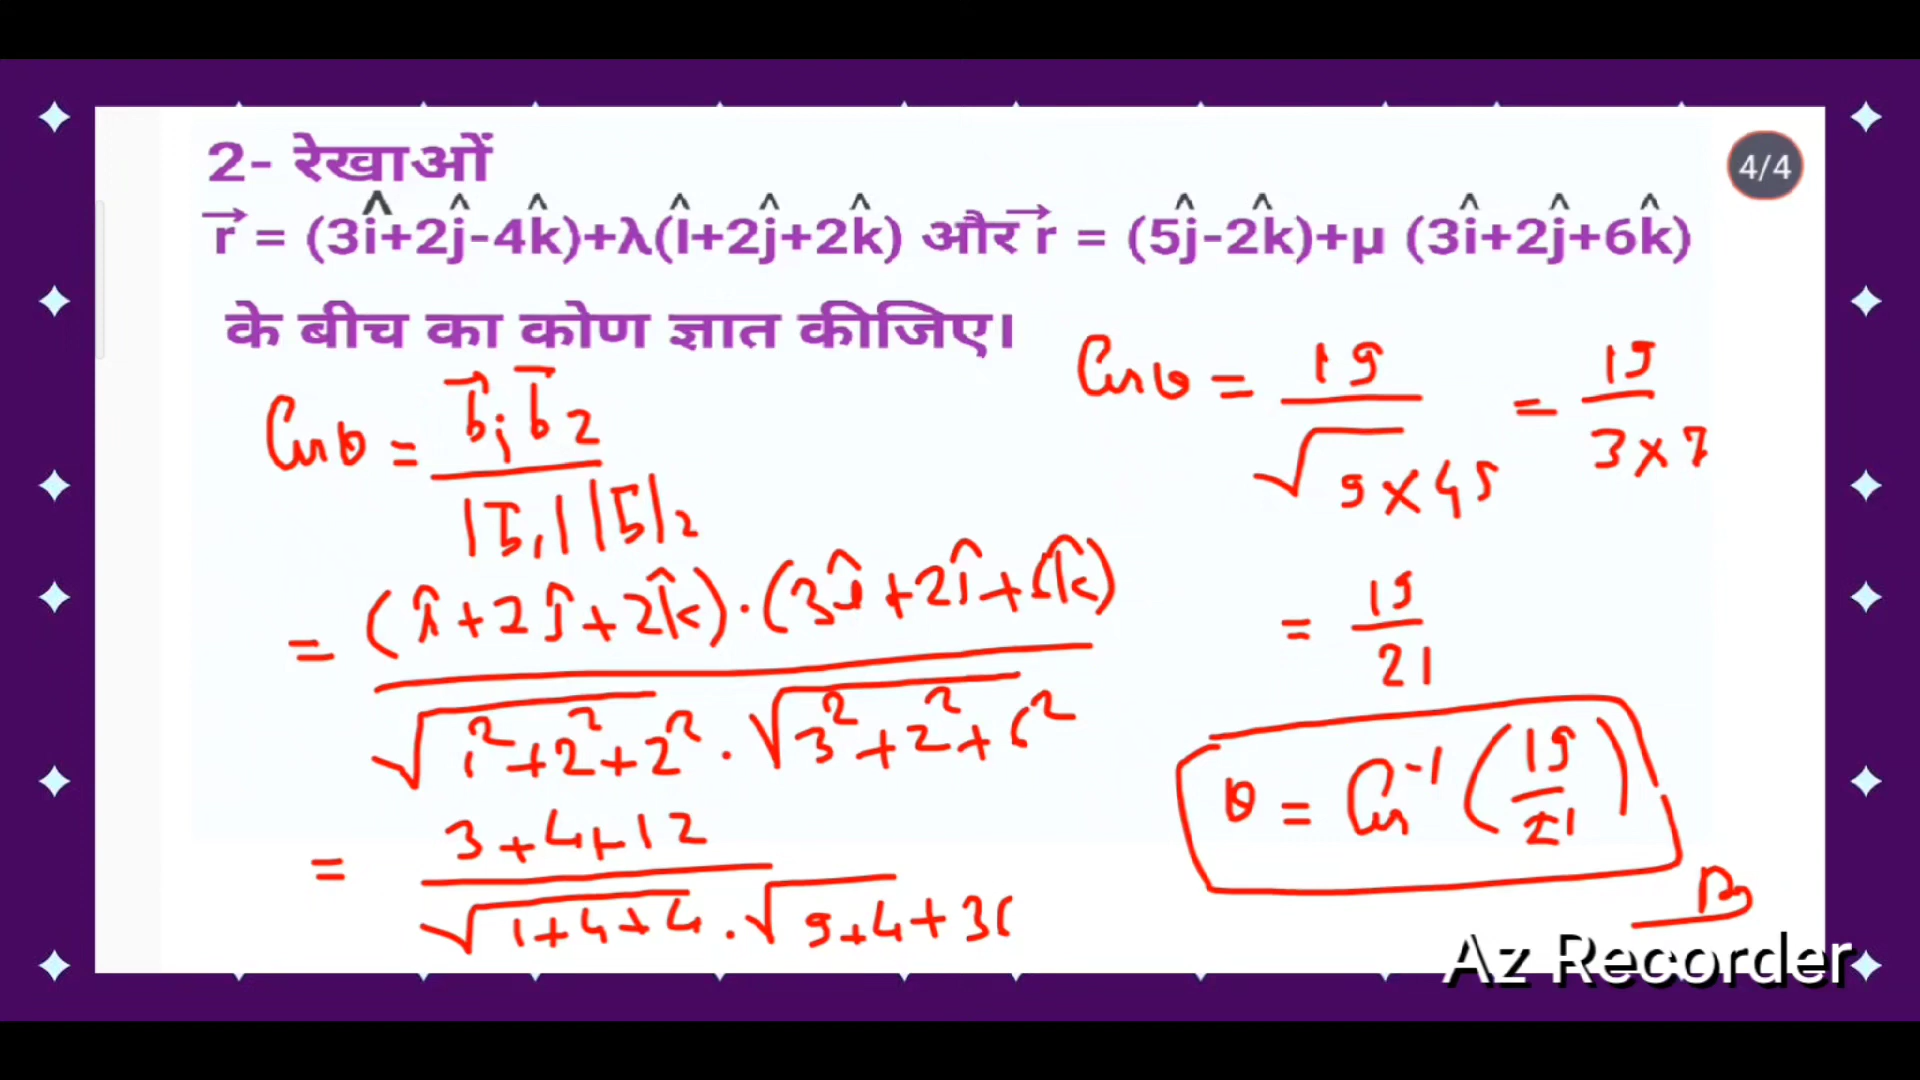 2- रेखाओं
4/4
r⃗ = (3î+2ĵ-4k̂)+λ(î+2ĵ+2k̂) और r⃗ = (5ĵ-2k̂)+μ (3î+2ĵ+6k̂)
के बीच का कोण ज्ञात कीजिए।
Cos θ = b⃗₁.b⃗₂ / |b⃗₁||b⃗|₂
= (î+2ĵ+2k̂).(3î+2ĵ+6k̂) / √1²+2²+2² . √3²+2²+6²
= 3+4+12 / √1+4+4 . √9+4+36
Cos θ = 19 / √9×49 = 19 / 3×7
= 19 / 21
θ = Cos⁻¹ (19/21)
Az Recorder